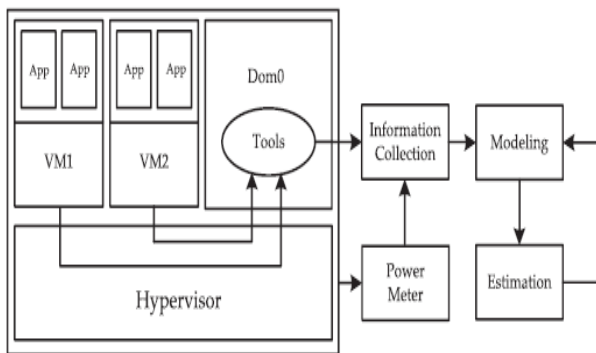 App App App App
Dom0
VM1 VM2 Tools
Information
Collection
Modeling
Hypervisor
Power
Meter
Estimation